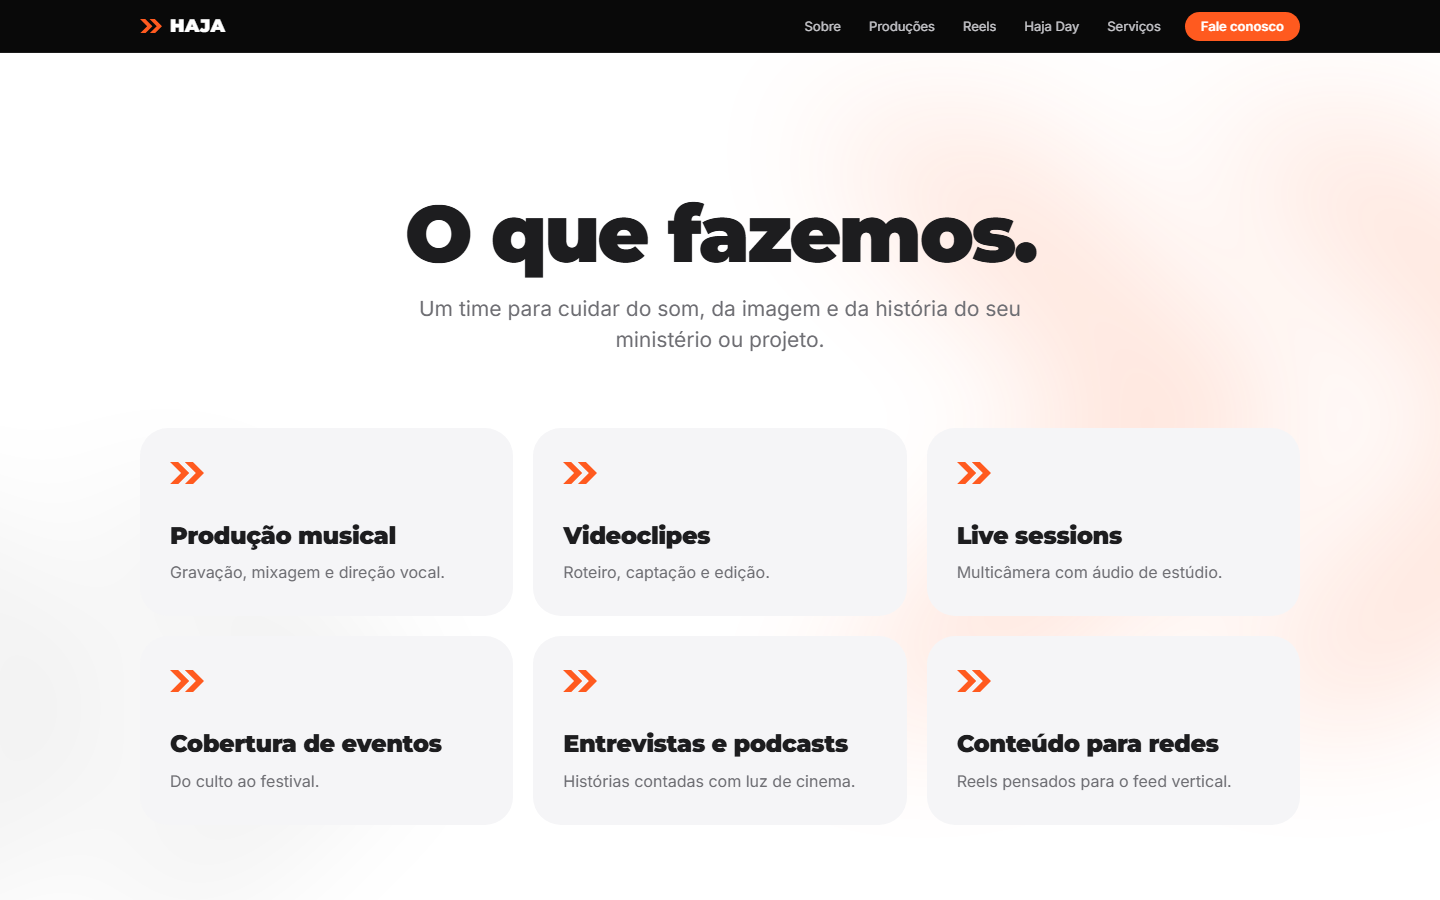 HAJA
Sobre
Produções
Reels
Haja Day
Serviços
Fale conosco
O que fazemos.
Um time para cuidar do som, da imagem e da história do seu
ministério ou projeto.
Produção musical
Gravação, mixagem e direção vocal.
Videoclipes
Roteiro, captação e edição.
Live sessions
Multicâmera com áudio de estúdio.
Cobertura de eventos
Do culto ao festival.
Entrevistas e podcasts
Histórias contadas com luz de cinema.
Conteúdo para redes
Reels pensados para o feed vertical.